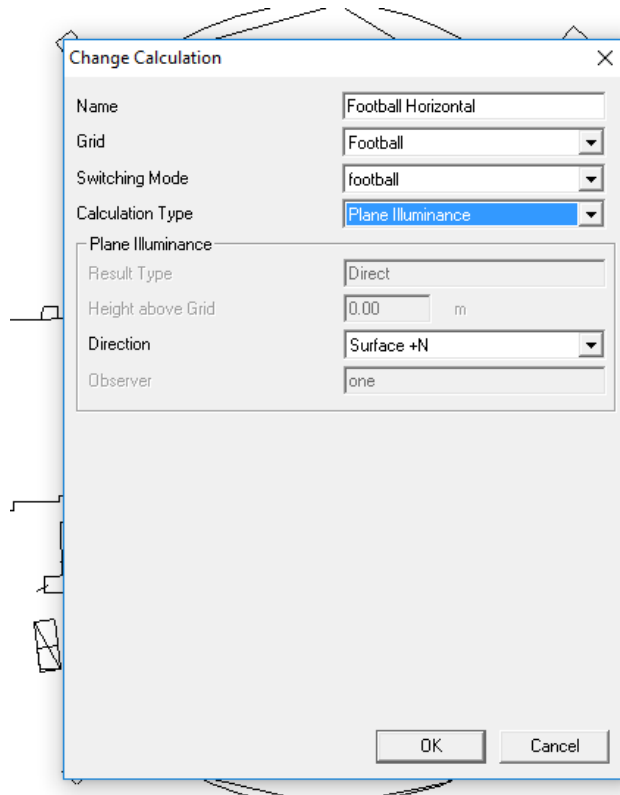 Change Calculation
Name Football Horizontal
Grid Football
Switching Mode football
Calculation Type Plane Illuminance
Plane Illuminance
Result Type Direct
Height above Grid 0.00 m
Direction Surface +N
Observer one
OK Cancel